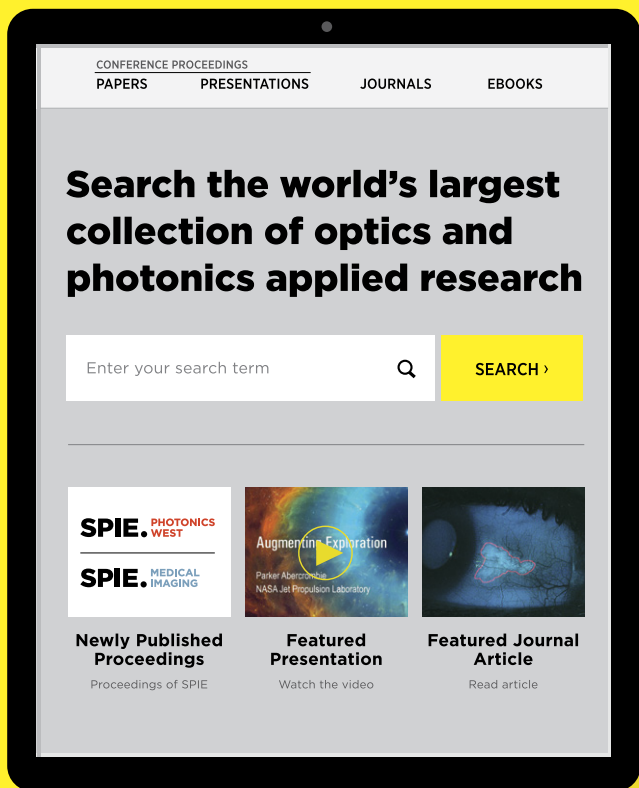 CONFERENCE PROCEEDINGS
PAPERS PRESENTATIONS JOURNALS EBOOKS
Search the world’s largest
collection of optics and
photonics applied research
Enter your search term
SEARCH ›
SPIE. PHOTONICS
WEST
SPIE. MEDICAL
IMAGING
Augmenting Exploration
Parker Abercrombie
NASA Jet Propulsion Laboratory
Newly Published
Proceedings
Proceedings of SPIE
Featured
Presentation
Watch the video
Featured Journal
Article
Read article